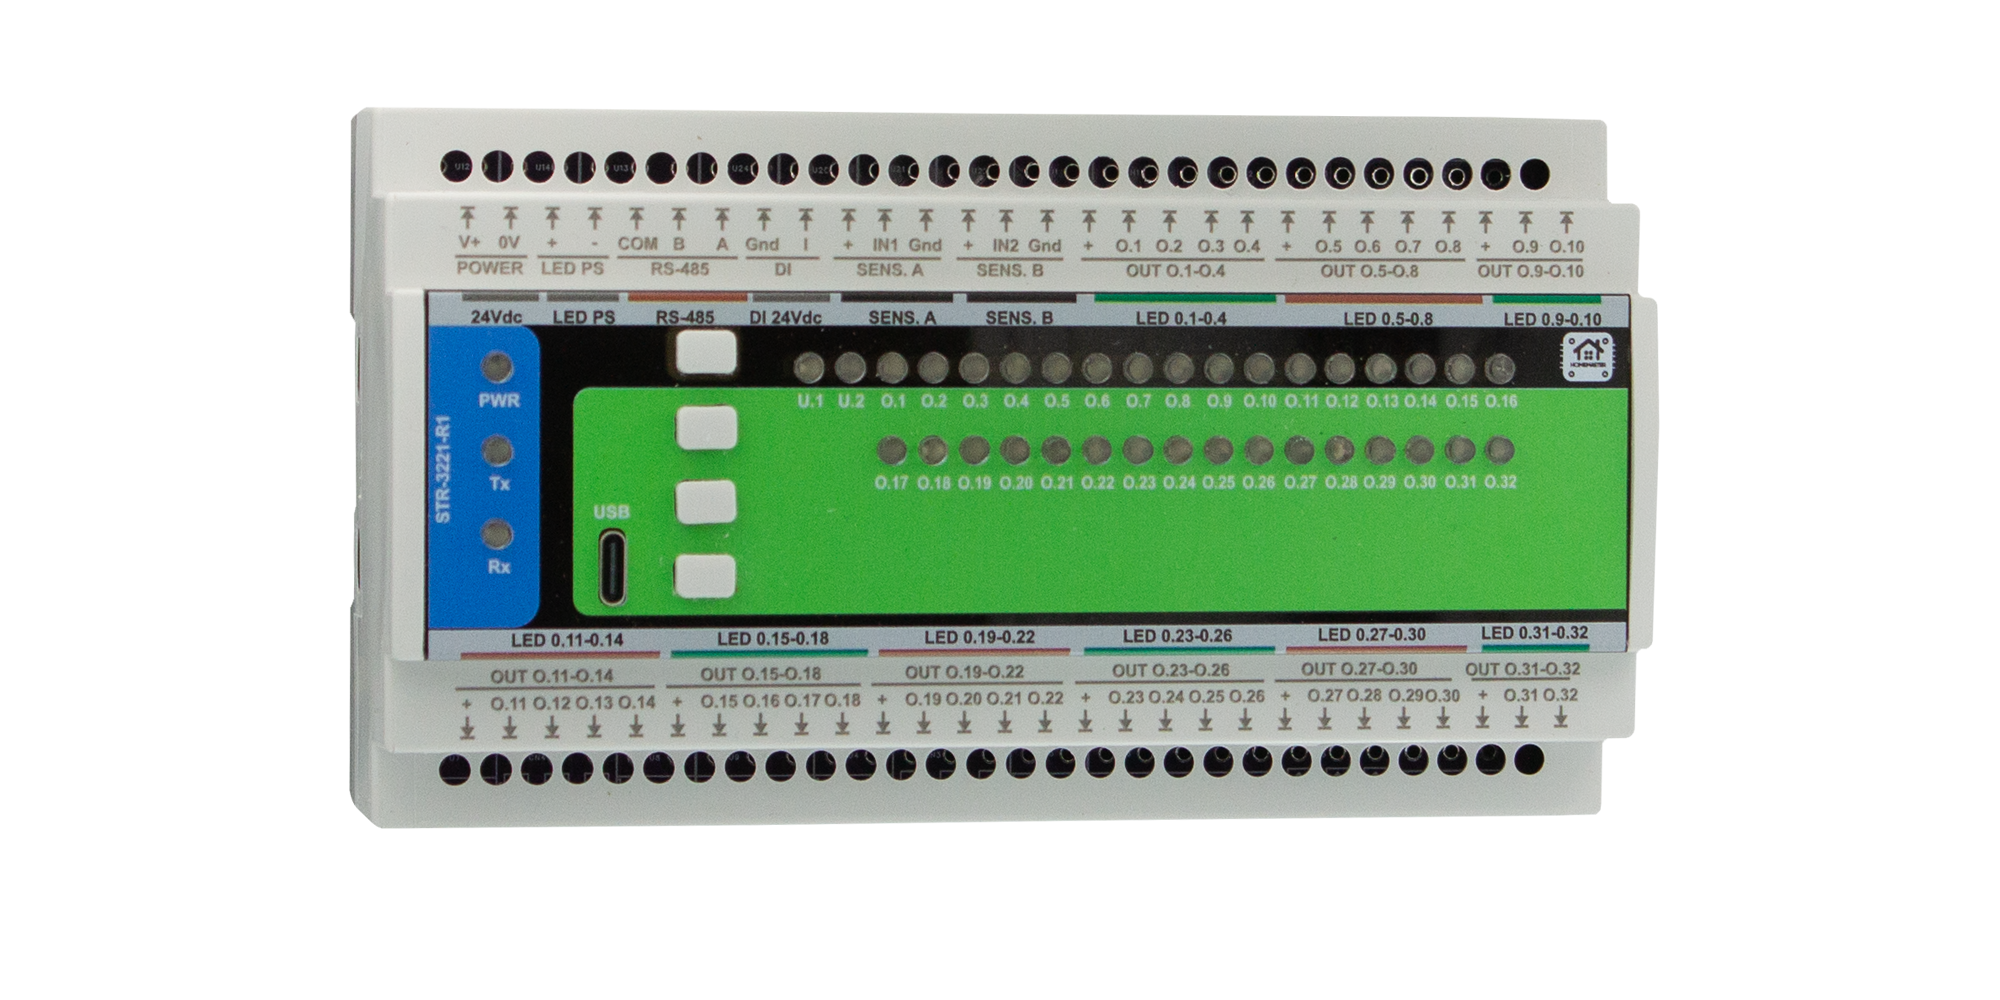 V+ 0V + - COM B A Gnd I + IN1 Gnd + IN2 Gnd + O.1 O.2 O.3 O.4 + O.5 O.6 O.7 O.8 + O.9 O.10
POWER LED PS RS-485 DI SENS. A SENS. B OUT O.1-O.4 OUT O.5-O.8 OUT O.9-O.10
24Vdc LED PS RS-485 DI 24Vdc SENS. A SENS. B LED 0.1-0.4 LED 0.5-0.8 LED 0.9-0.10
HOMEMASTER
PWR
U.1 U.2 O.1 O.2 O.3 O.4 O.5 O.6 O.7 O.8 O.9 O.10 O.11 O.12 O.13 O.14 O.15 O.16
STR-3221-R1
Tx
O.17 O.18 O.19 O.20 O.21 O.22 O.23 O.24 O.25 O.26 O.27 O.28 O.29 O.30 O.31 O.32
USB
Rx
LED 0.11-0.14 LED 0.15-0.18 LED 0.19-0.22 LED 0.23-0.26 LED 0.27-0.30 LED 0.31-0.32
OUT O.11-O.14 OUT O.15-O.18 OUT O.19-O.22 OUT O.23-O.26 OUT O.27-O.30 OUT O.31-O.32
+ O.11 O.12 O.13 O.14 + O.15 O.16 O.17 O.18 + O.19 O.20 O.21 O.22 + O.23 O.24 O.25 O.26 + O.27 O.28 O.29 O.30 + O.31 O.32